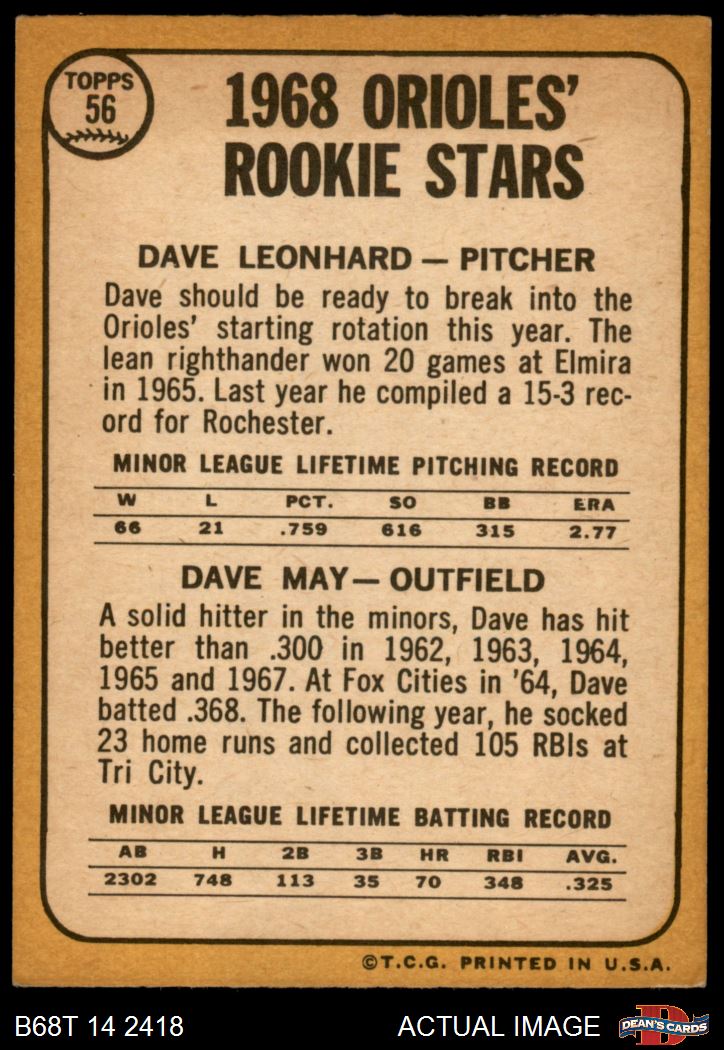 TOPPS
56
1968 ORIOLES'
ROOKIE STARS
DAVE LEONHARD — PITCHER
Dave should be ready to break into the
Orioles' starting rotation this year. The
lean righthander won 20 games at Elmira
in 1965. Last year he compiled a 15-3 rec-
ord for Rochester.
MINOR LEAGUE LIFETIME PITCHING RECORD
W L PCT. SO BB ERA
66 21 .759 616 315 2.77
DAVE MAY— OUTFIELD
A solid hitter in the minors, Dave has hit
better than .300 in 1962, 1963, 1964,
1965 and 1967. At Fox Cities in '64, Dave
batted .368. The following year, he socked
23 home runs and collected 105 RBIs at
Tri City.
MINOR LEAGUE LIFETIME BATTING RECORD
AB H 2B 3B HR RBI AVG.
2302 748 113 35 70 348 .325
©T.C.G. PRINTED IN U.S.A.
B68T 14 2418 ACTUAL IMAGE D DEAN'S CARDS